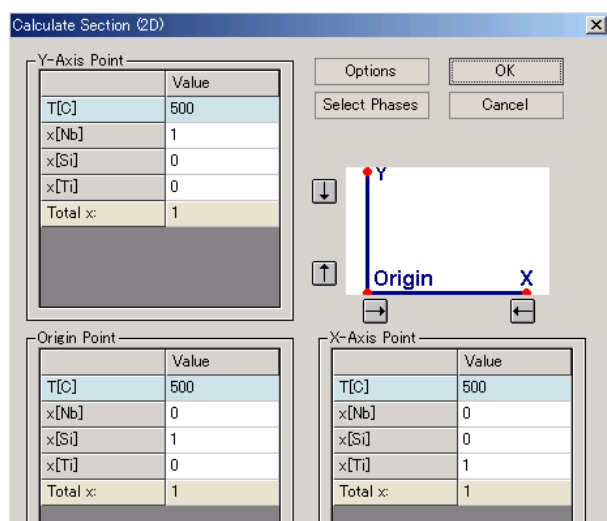 Calculate Section (2D)
Y-Axis Point
Value
T[C] 500
x[Nb] 1
x[Si] 0
x[Ti] 0
Total x: 1
Options OK
Select Phases Cancel
Y
Origin X
Origin Point
Value
T[C] 500
x[Nb] 0
x[Si] 1
x[Ti] 0
Total x: 1
X-Axis Point
Value
T[C] 500
x[Nb] 0
x[Si] 0
x[Ti] 1
Total x: 1